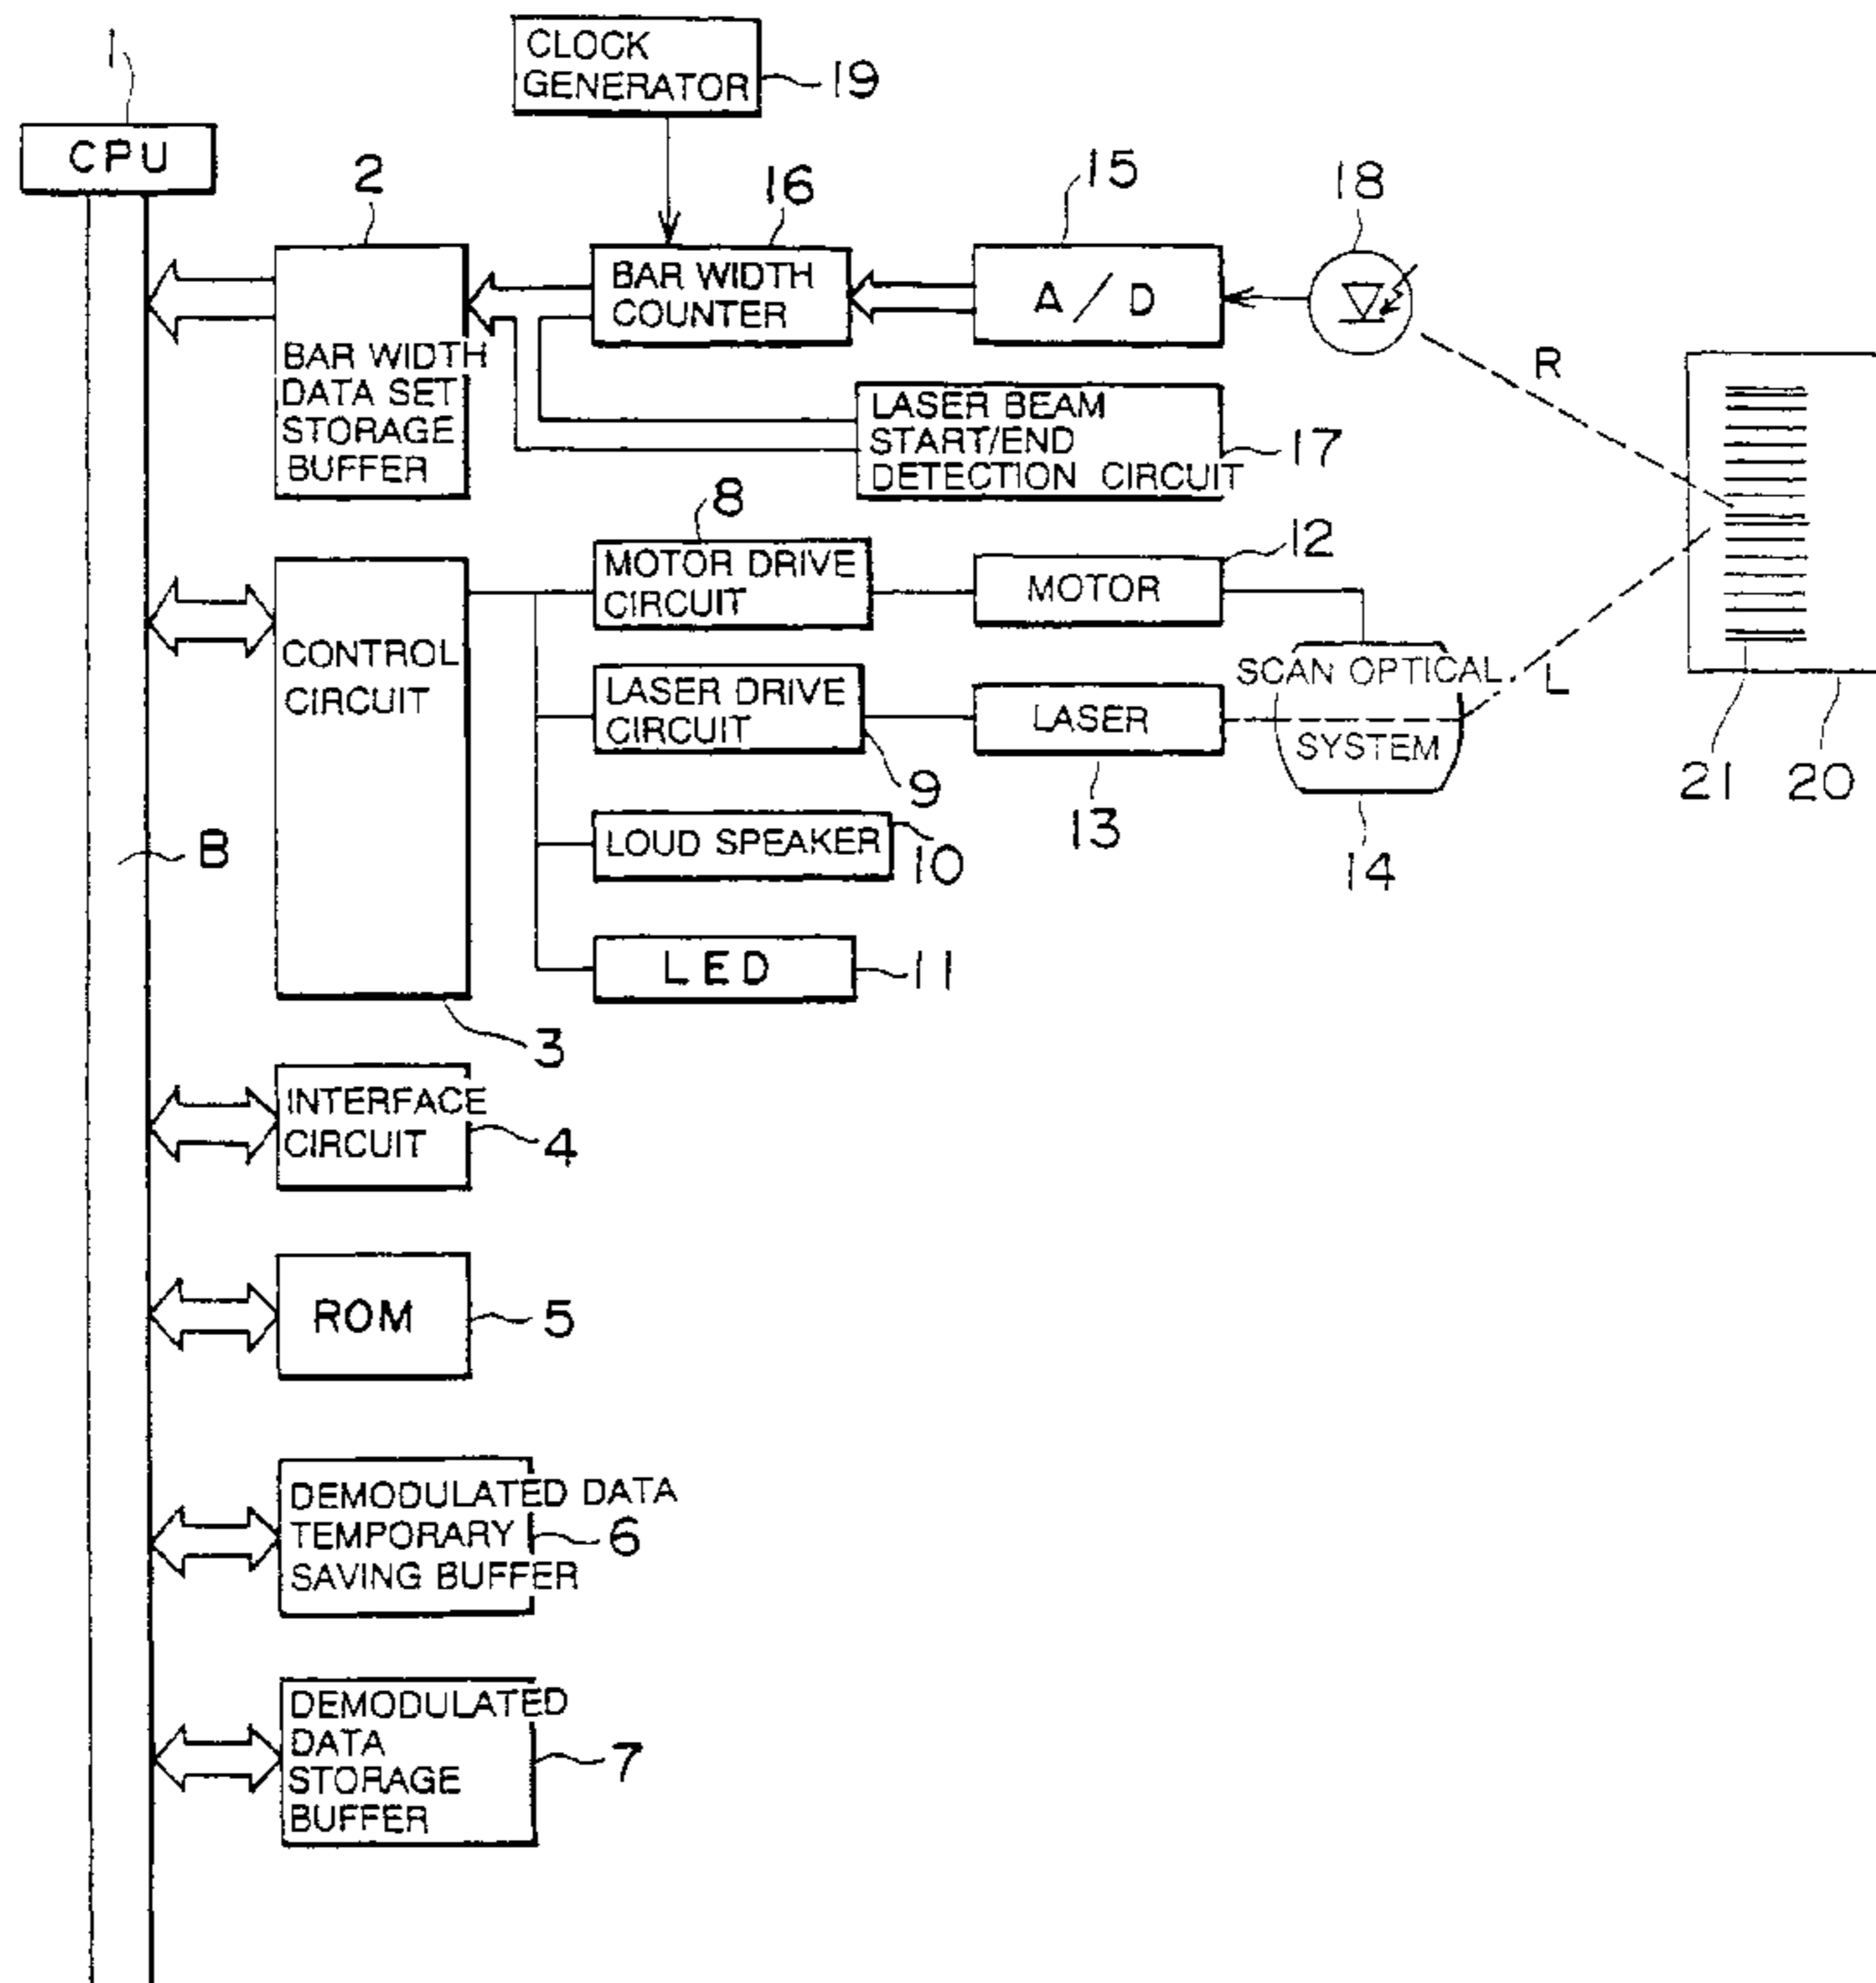 1
CPU
CLOCK
GENERATOR
19
2
16
15
18
BAR WIDTH
COUNTER
A/D
BAR WIDTH
DATA SET
STORAGE
BUFFER
LASER BEAM
START/END
DETECTION CIRCUIT
17
R
8
12
MOTOR DRIVE
CIRCUIT
MOTOR
CONTROL
CIRCUIT
LASER DRIVE
CIRCUIT
9
LASER
13
SCAN OPTICAL
SYSTEM
14
L
21
20
B
LOUD SPEAKER
10
LED
11
3
INTERFACE
CIRCUIT
4
ROM
5
DEMODULATED DATA
TEMPORARY
SAVING BUFFER
6
DEMODULATED
DATA
STORAGE
BUFFER
7